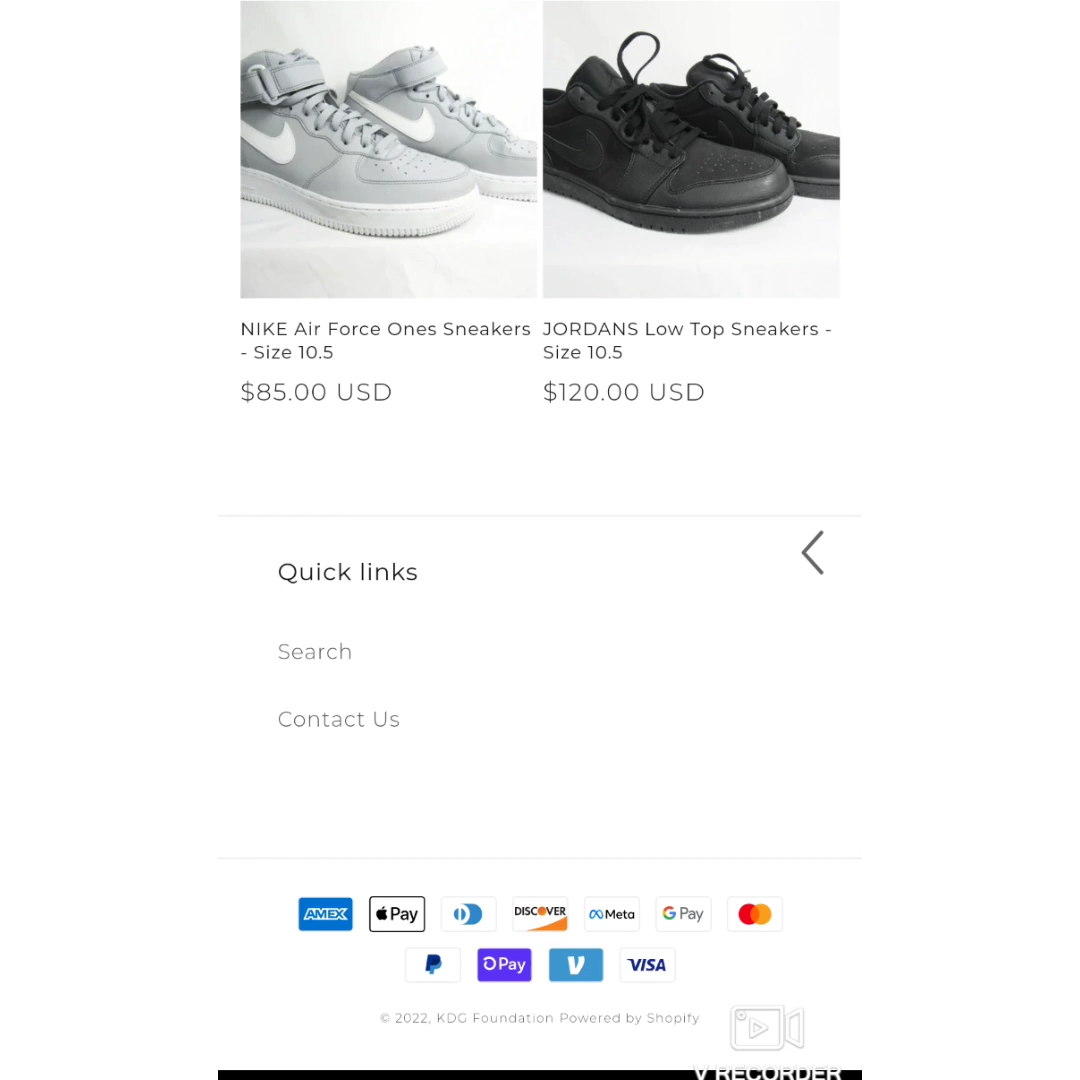 NIKE Air Force Ones Sneakers
- Size 10.5
$85.00 USD
JORDANS Low Top Sneakers -
Size 10.5
$120.00 USD
Quick links
Search
Contact Us
AMEX
Pay
DISCOVER
Meta
G Pay
Pay
VISA
© 2022, KDG Foundation Powered by Shopify
V RECORDER